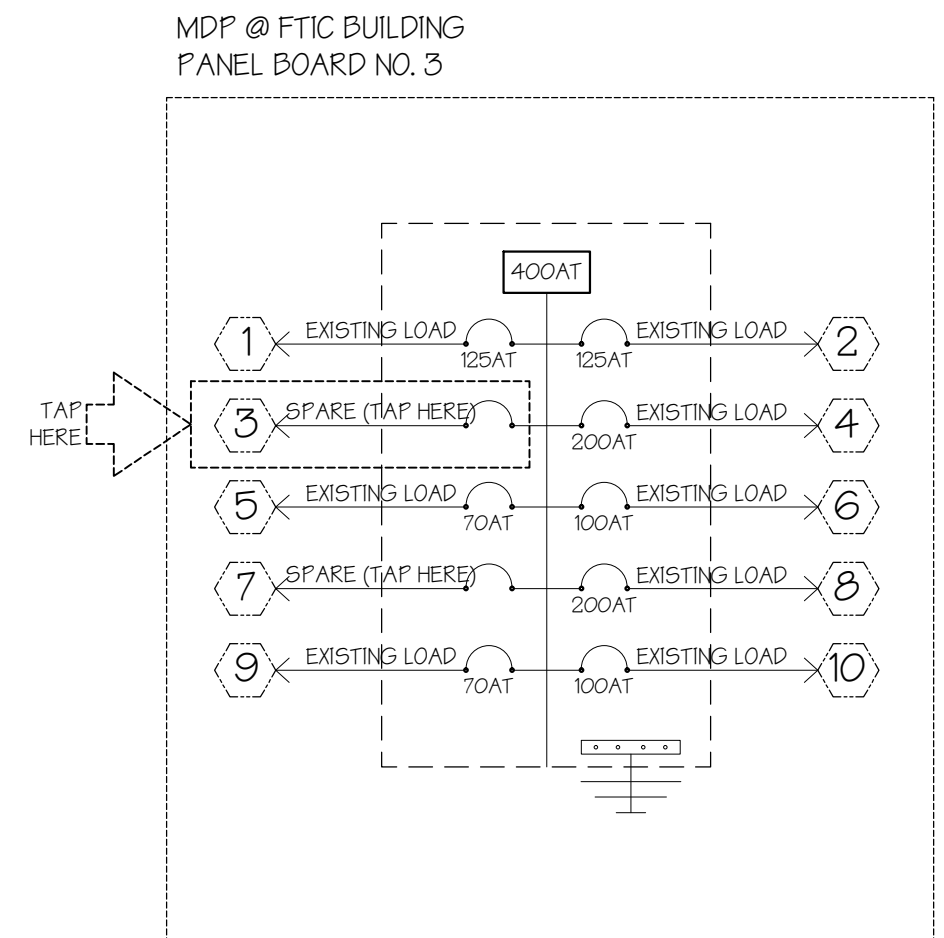 MDP @ FTIC BUILDING
PANEL BOARD NO. 3
400AT
1 EXISTING LOAD EXISTING LOAD 2
125AT 125AT
TAP
HERE
3 SPARE (TAP HERE) EXISTING LOAD 4
200AT
5 EXISTING LOAD EXISTING LOAD 6
70AT 100AT
7 SPARE (TAP HERE) EXISTING LOAD 8
200AT
9 EXISTING LOAD EXISTING LOAD 10
70AT 100AT